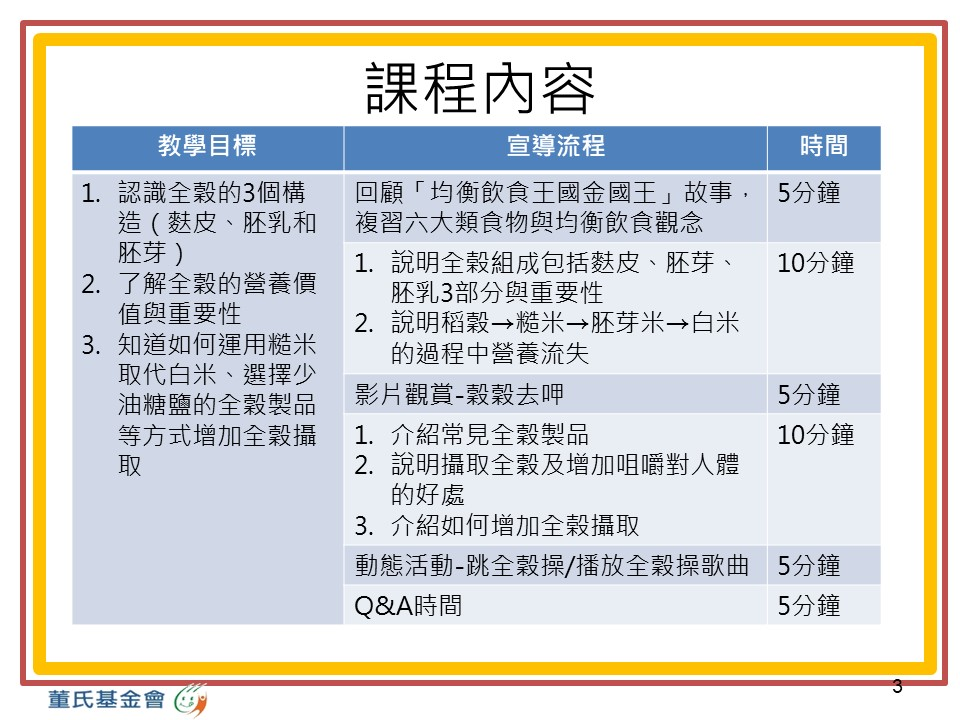 課程內容
教學目標
宣導流程
時間
1. 認識全穀的3個構
造（麩皮、胚乳和
胚芽）
2. 了解全穀的營養價
值與重要性
3. 知道如何運用糙米
取代白米、選擇少
油糖鹽的全穀製品
等方式增加全穀攝
取
回顧「均衡飲食王國金國王」故事，
複習六大類食物與均衡飲食觀念
5分鐘
1. 說明全穀組成包括麩皮、胚芽、
胚乳3部分與重要性
2. 說明稻穀→糙米→胚芽米→白米
的過程中營養流失
10分鐘
影片觀賞-穀穀去呷
5分鐘
1. 介紹常見全穀製品
2. 說明攝取全穀及增加咀嚼對人體
的好處
3. 介紹如何增加全穀攝取
10分鐘
動態活動-跳全穀操/播放全穀操歌曲
5分鐘
Q&A時間
5分鐘
董氏基金會
3